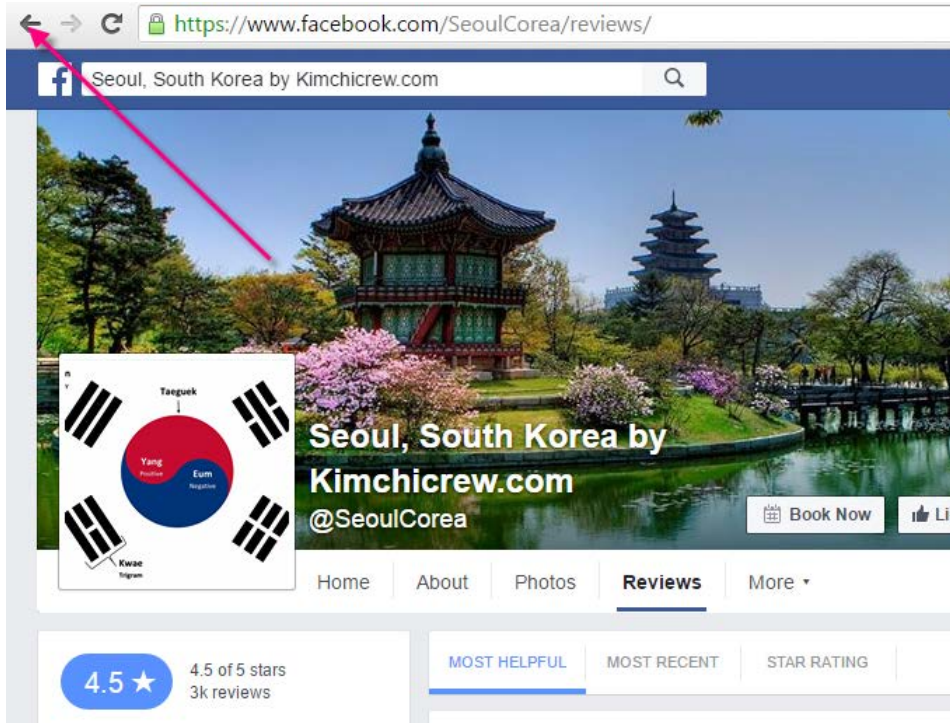 https://www.facebook.com/SeoulCorea/reviews/
f Seoul, South Korea by Kimchicrew.com
Taeguek
Yang
Positive
Eum
Negative
Kwae
Trigram
Seoul, South Korea by
Kimchicrew.com
@SeoulCorea
Book Now
Li
Home About Photos Reviews More
4.5 ★
4.5 of 5 stars
3k reviews
MOST HELPFUL MOST RECENT STAR RATING